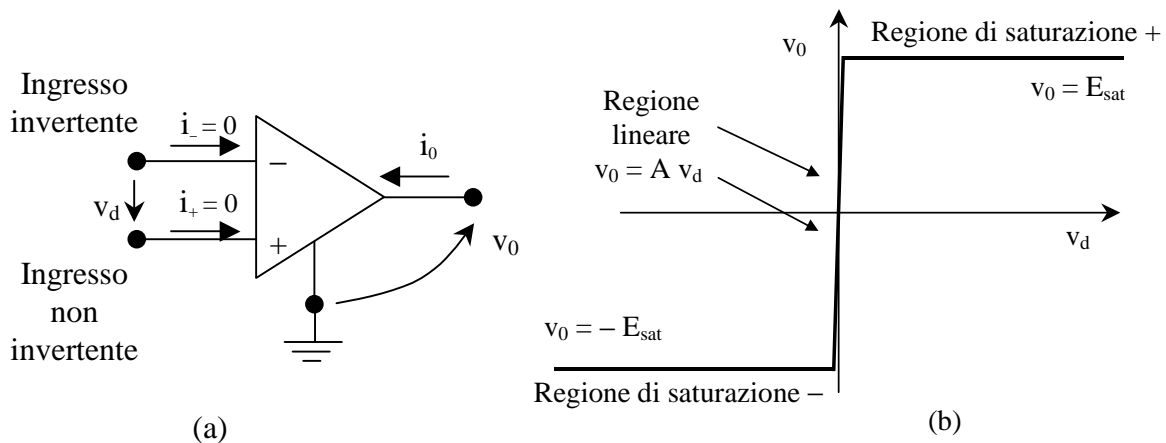 Ingresso
invertente
i₋ = 0
−
i₀
v_d
i₊ = 0
+
v₀
Ingresso
non
invertente
(a)
v₀
Regione di saturazione +
v₀ = E_sat
Regione
lineare
v₀ = A v_d
v_d
v₀ = – E_sat
Regione di saturazione –
(b)